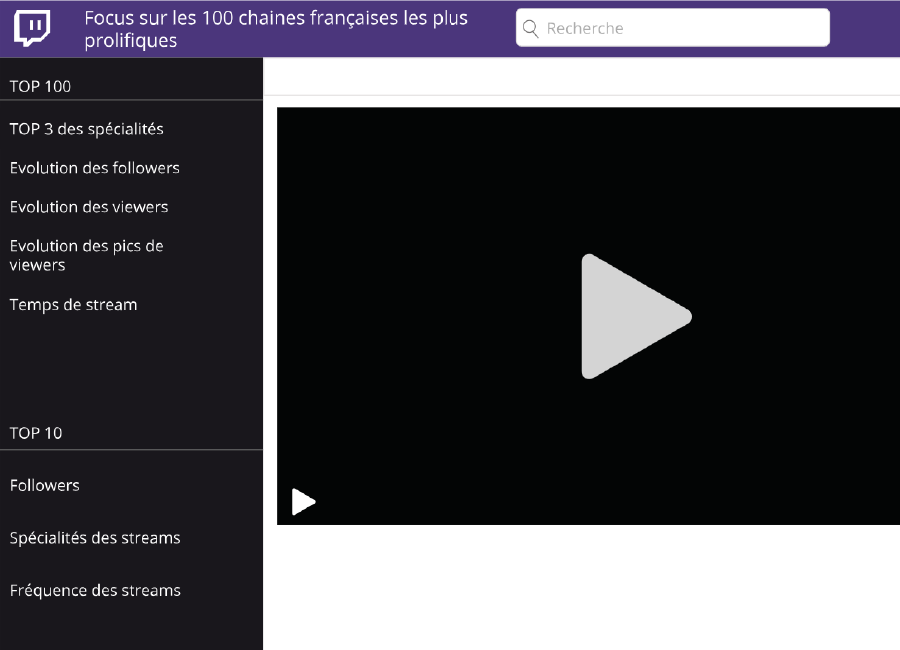 Focus sur les 100 chaines françaises les plus
prolifiques
Recherche
TOP 100
TOP 3 des spécialités
Evolution des followers
Evolution des viewers
Evolution des pics de
viewers
Temps de stream
TOP 10
Followers
Spécialités des streams
Fréquence des streams